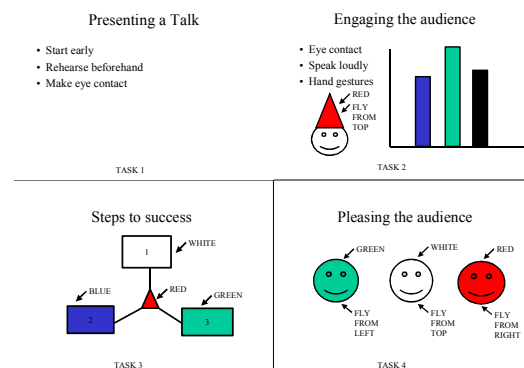 Presenting a Talk
• Start early
• Rehearse beforehand
• Make eye contact
TASK 1
Engaging the audience
• Eye contact
• Speak loudly
• Hand gestures
RED
FLY
FROM
TOP
TASK 2
Steps to success
1
WHITE
BLUE
RED
GREEN
2
3
TASK 3
Pleasing the audience
GREEN
WHITE
RED
FLY
FROM
LEFT
FLY
FROM
TOP
FLY
FROM
RIGHT
TASK 4